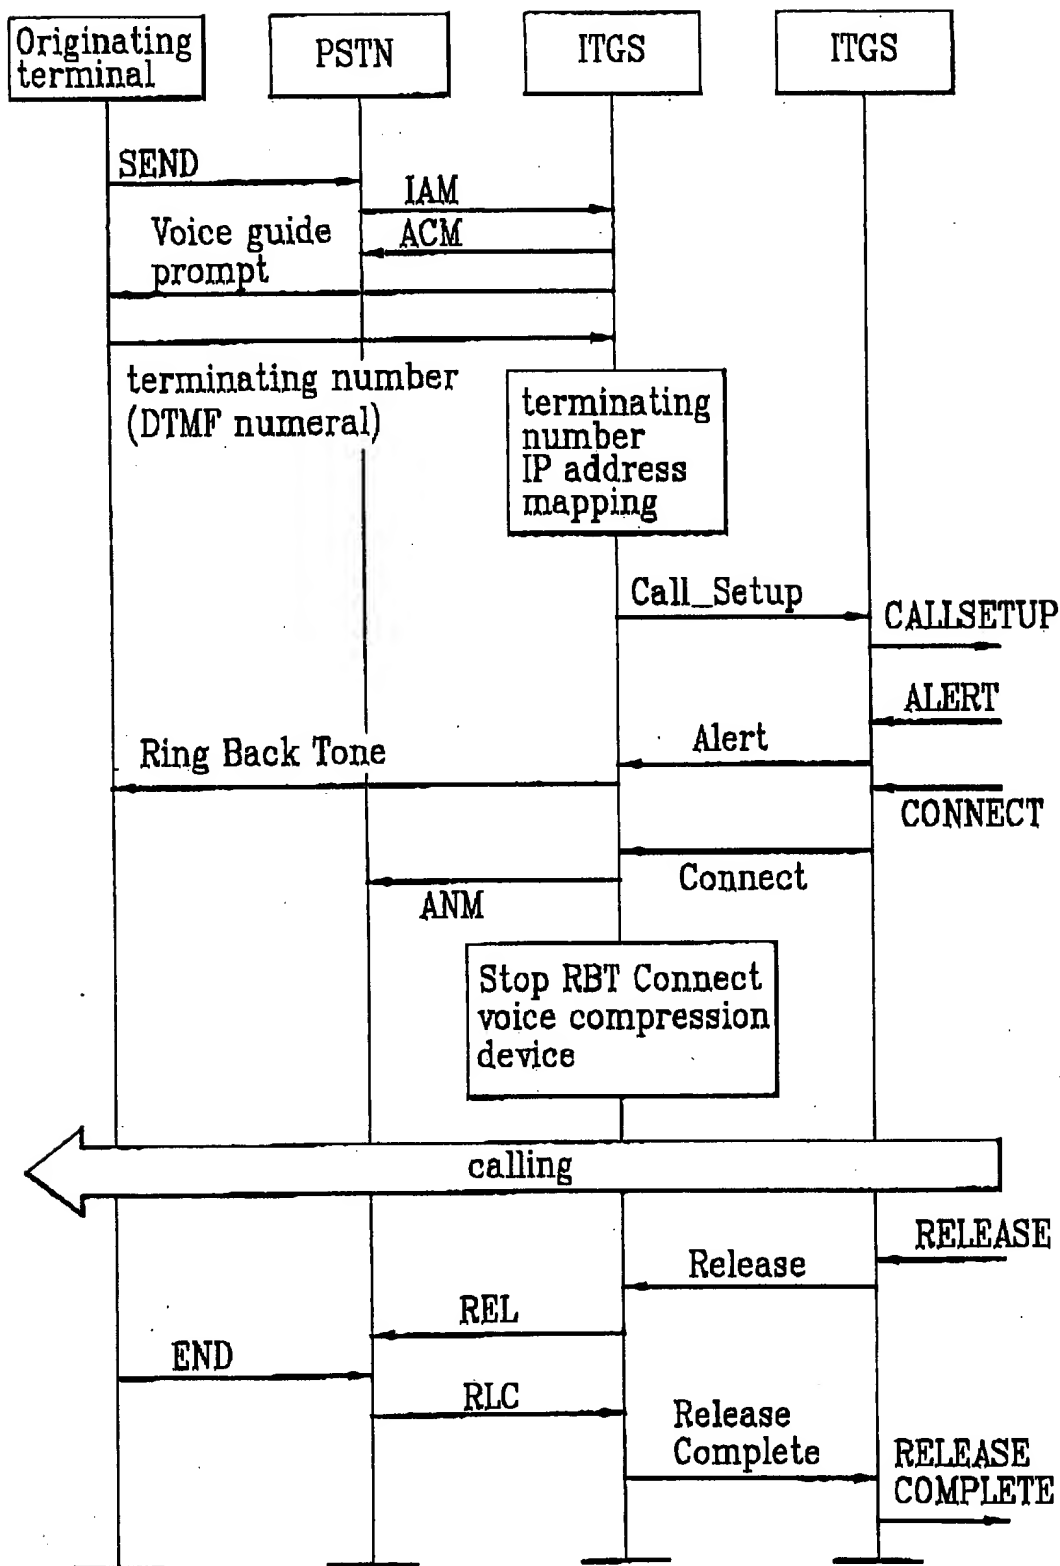 Originating
terminal
PSTN
ITGS
ITGS
SEND
IAM
Voice guide
prompt
ACM
terminating number
(DTMF numeral)
terminating
number
IP address
mapping
Call_Setup
CALLSETUP
ALERT
Alert
Ring Back Tone
CONNECT
Connect
ANM
Stop RBT Connect
voice compression
device
calling
RELEASE
Release
REL
END
RLC
Release
Complete
RELEASE
COMPLETE